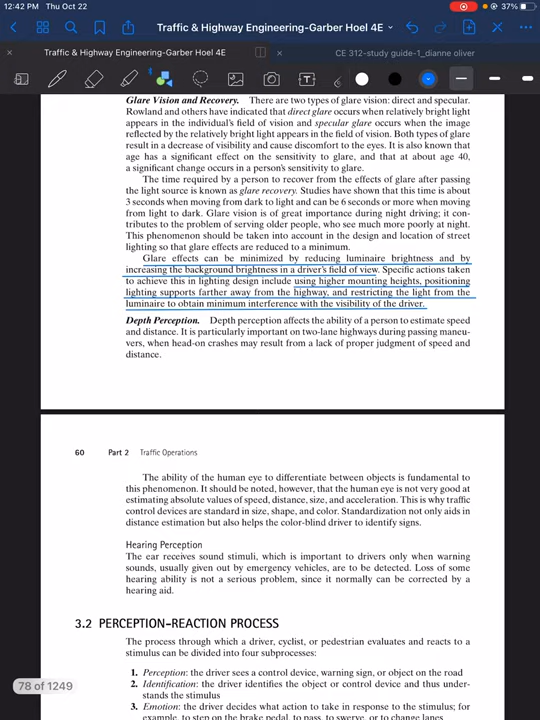 12:42 PM Thu Oct 22
37%
Traffic & Highway Engineering-Garber Hoel 4E
Traffic & Highway Engineering-Garber Hoel 4E
CE 312-study guide-1_dianne oliver
Glare Vision and Recovery. There are two types of glare vision: direct and specular.
Rowland and others have indicated that direct glare occurs when relatively bright light
appears in the individual's field of vision and specular glare occurs when the image
reflected by the relatively bright light appears in the field of vision. Both types of glare
result in a decrease of visibility and cause discomfort to the eyes. It is also known that
age has a significant effect on the sensitivity to glare, and that at about age 40,
a significant change occurs in a person's sensitivity to glare.
The time required by a person to recover from the effects of glare after passing
the light source is known as glare recovery. Studies have shown that this time is about
3 seconds when moving from dark to light and can be 6 seconds or more when moving
from light to dark. Glare vision is of great importance during night driving; it con-
tributes to the problem of serving older people, who see much more poorly at night.
This phenomenon should be taken into account in the design and location of street
lighting so that glare effects are reduced to a minimum.
Glare effects can be minimized by reducing luminaire brightness and by
increasing the background brightness in a driver's field of view. Specific actions taken
to achieve this in lighting design include using higher mounting heights, positioning
lighting supports farther away from the highway, and restricting the light from the
luminaire to obtain minimum interference with the visibility of the driver.
Depth Perception. Depth perception affects the ability of a person to estimate speed
and distance. It is particularly important on two-lane highways during passing maneu-
vers, when head-on crashes may result from a lack of proper judgment of speed and
distance.
60 Part 2 Traffic Operations
The ability of the human eye to differentiate between objects is fundamental to
this phenomenon. It should be noted, however, that the human eye is not very good at
estimating absolute values of speed, distance, size, and acceleration. This is why traffic
control devices are standard in size, shape, and color. Standardization not only aids in
distance estimation but also helps the color-blind driver to identify signs.
Hearing Perception
The ear receives sound stimuli, which is important to drivers only when warning
sounds, usually given out by emergency vehicles, are to be detected. Loss of some
hearing ability is not a serious problem, since it normally can be corrected by a
hearing aid.
3.2 PERCEPTION-REACTION PROCESS
The process through which a driver, cyclist, or pedestrian evaluates and reacts to a
stimulus can be divided into four subprocesses:
1. Perception: the driver sees a control device, warning sign, or object on the road
2. Identification: the driver identifies the object or control device and thus under-
stands the stimulus
78 of 1249
3. Emotion: the driver decides what action to take in response to the stimulus; for
example, to step on the brake pedal, to pass, to swerve, or to change lanes